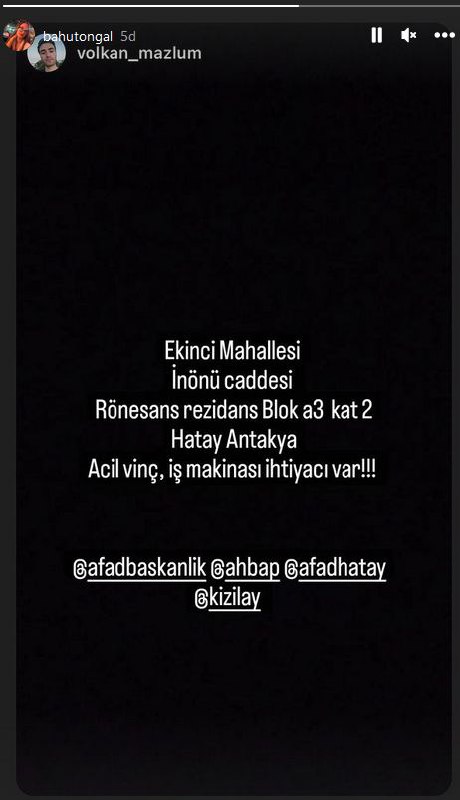 bahutongal 5d
volkan_mazlum
Ekinci Mahallesi
İnönü caddesi
Rönesans rezidans Blok a3 kat 2
Hatay Antakya
Acil vinç, iş makinası ihtiyacı var!!!
@afadbaskanlik @ahbap @afadhatay
@kizilay